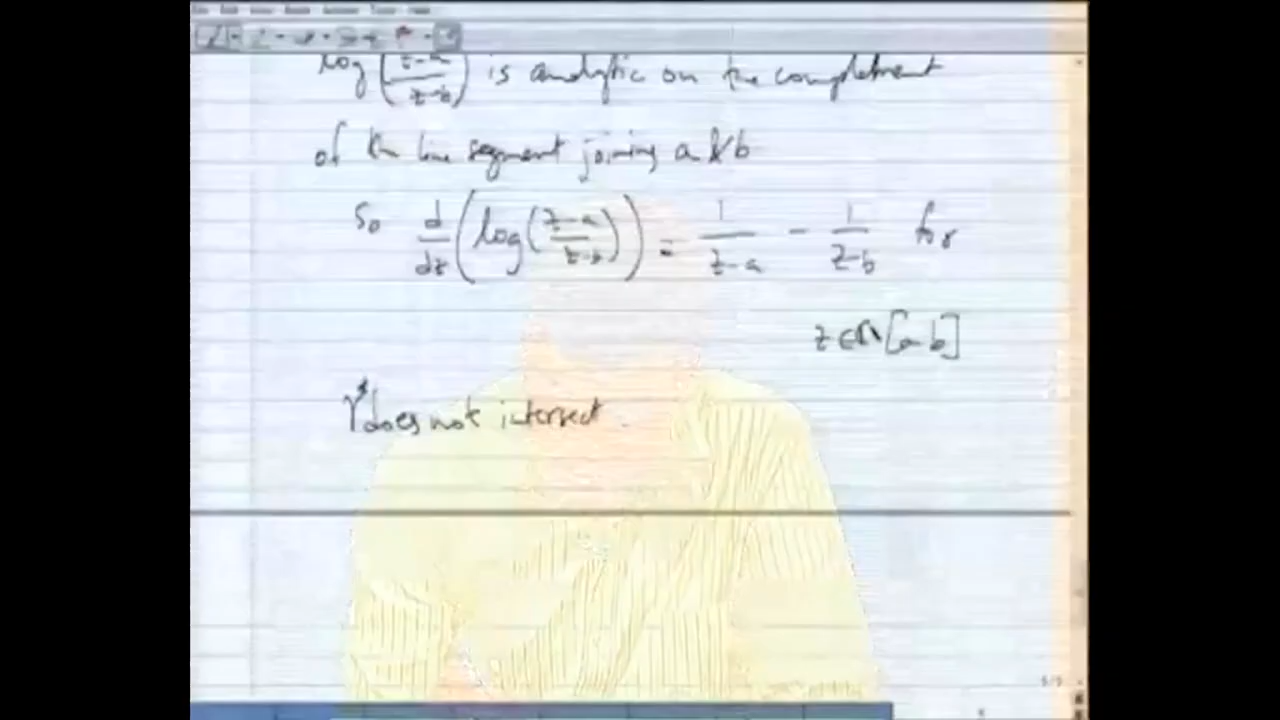 log((z-a)/(z-b)) is analytic on the complement
of the line segment joining a & b
So d/dz (log((z-a)/(z-b))) = 1/(z-a) - 1/(z-b) for
z ∈ \[a b]
γ* does not intersect